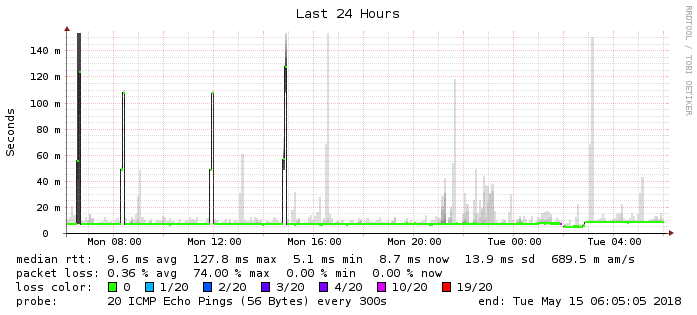 Last 24 Hours
RRDTOOL / TOBI OETIKER
Seconds
140 m
120 m
100 m
80 m
60 m
40 m
20 m
0
Mon 08:00 Mon 12:00 Mon 16:00 Mon 20:00 Tue 00:00 Tue 04:00
median rtt: 9.6 ms avg 127.8 ms max 5.1 ms min 8.7 ms now 13.9 ms sd 689.5 m am/s
packet loss: 0.36 % avg 74.00 % max 0.00 % min 0.00 % now
loss color: 0 1/20 2/20 3/20 4/20 10/20 19/20
probe: 20 ICMP Echo Pings (56 Bytes) every 300s end: Tue May 15 06:05:05 2018